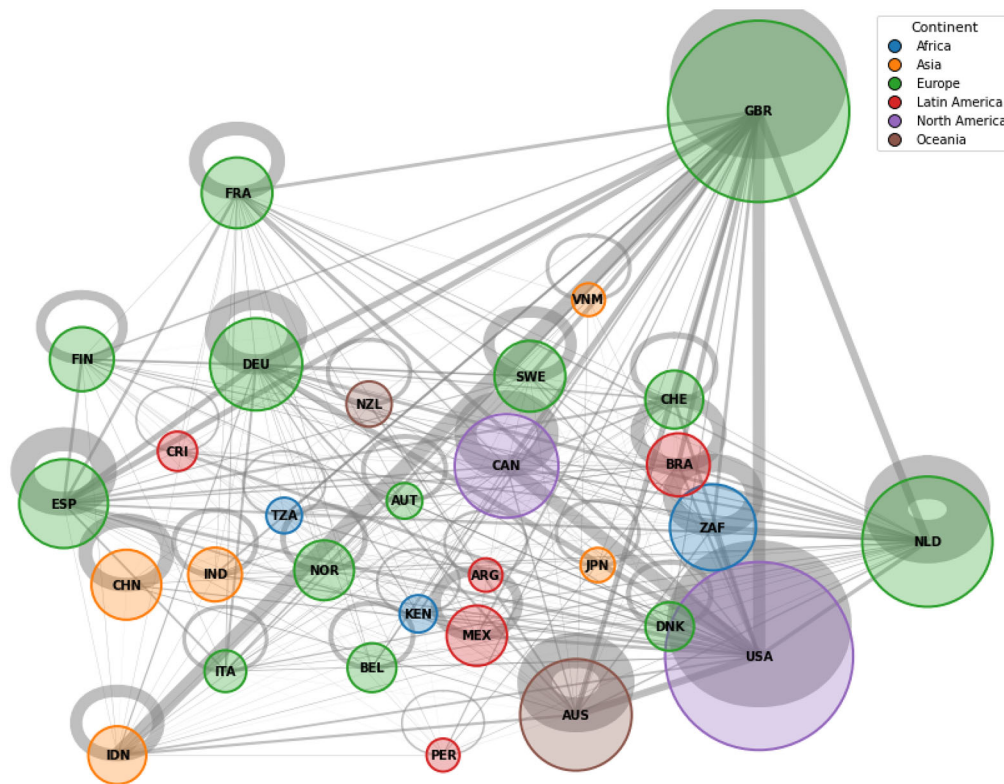 Continent
Africa
Asia
Europe
Latin America
North America
Oceania
GBR
FRA
VNM
FIN
DEU
SWE
NZL
CHE
CRI
CAN
BRA
ESP
AUT
TZA
ZAF
NLD
CHN
IND
NOR
ARG
JPN
KEN
MEX
DNK
USA
ITA
BEL
AUS
IDN
PER